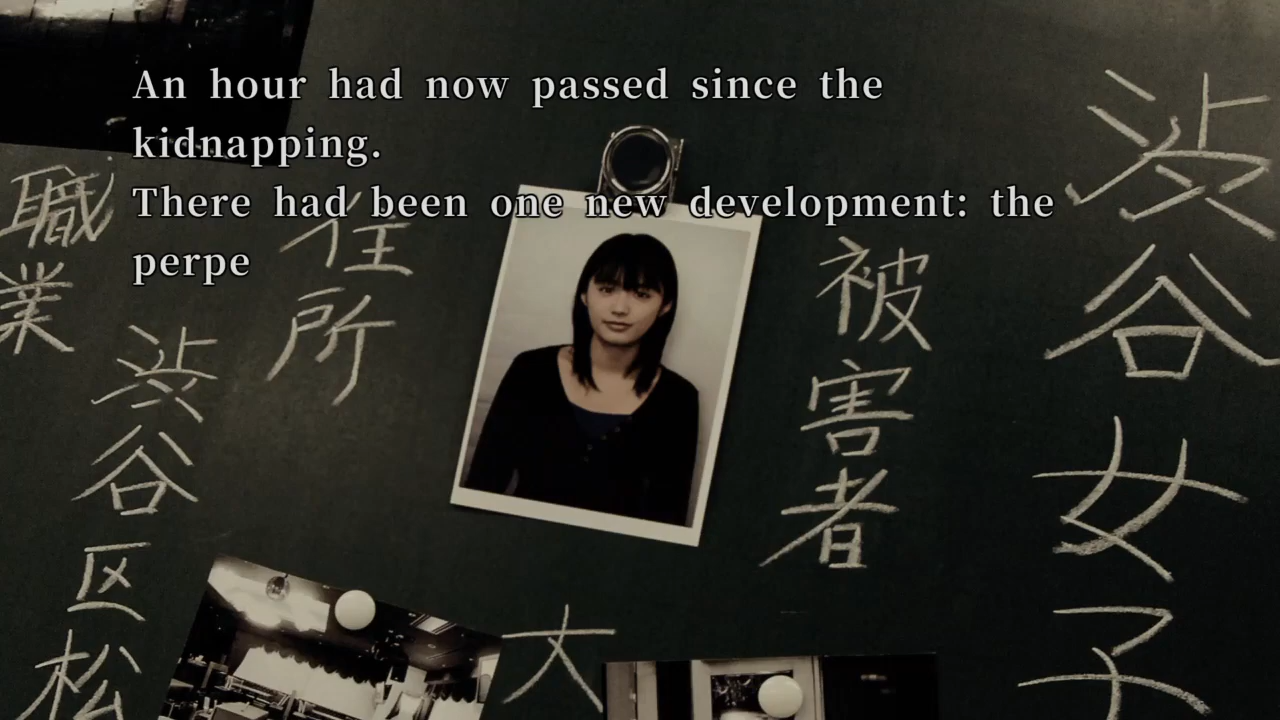 An hour had now passed since the
kidnapping.
There had been one new development: the
perpe
渋谷女子
被害者
大
住所
渋谷区松
職業